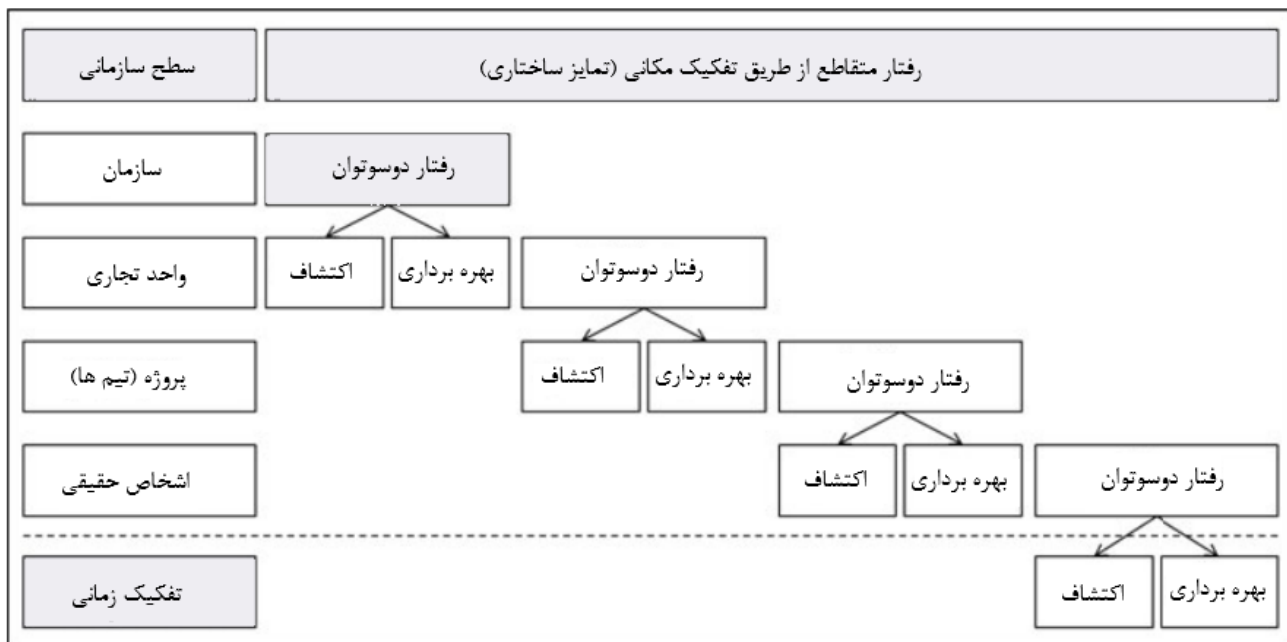 سطح سازمانی
رفتار متقاطع از طریق تفکیک مکانی (تمایز ساختاری)
سازمان
رفتار دوسوتوان
واحد تجاری
اکتشاف
بهره برداری
رفتار دوسوتوان
پروژه (تیم ها)
اکتشاف
بهره برداری
رفتار دوسوتوان
اشخاص حقیقی
اکتشاف
بهره برداری
رفتار دوسوتوان
تفکیک زمانی
اکتشاف
بهره برداری